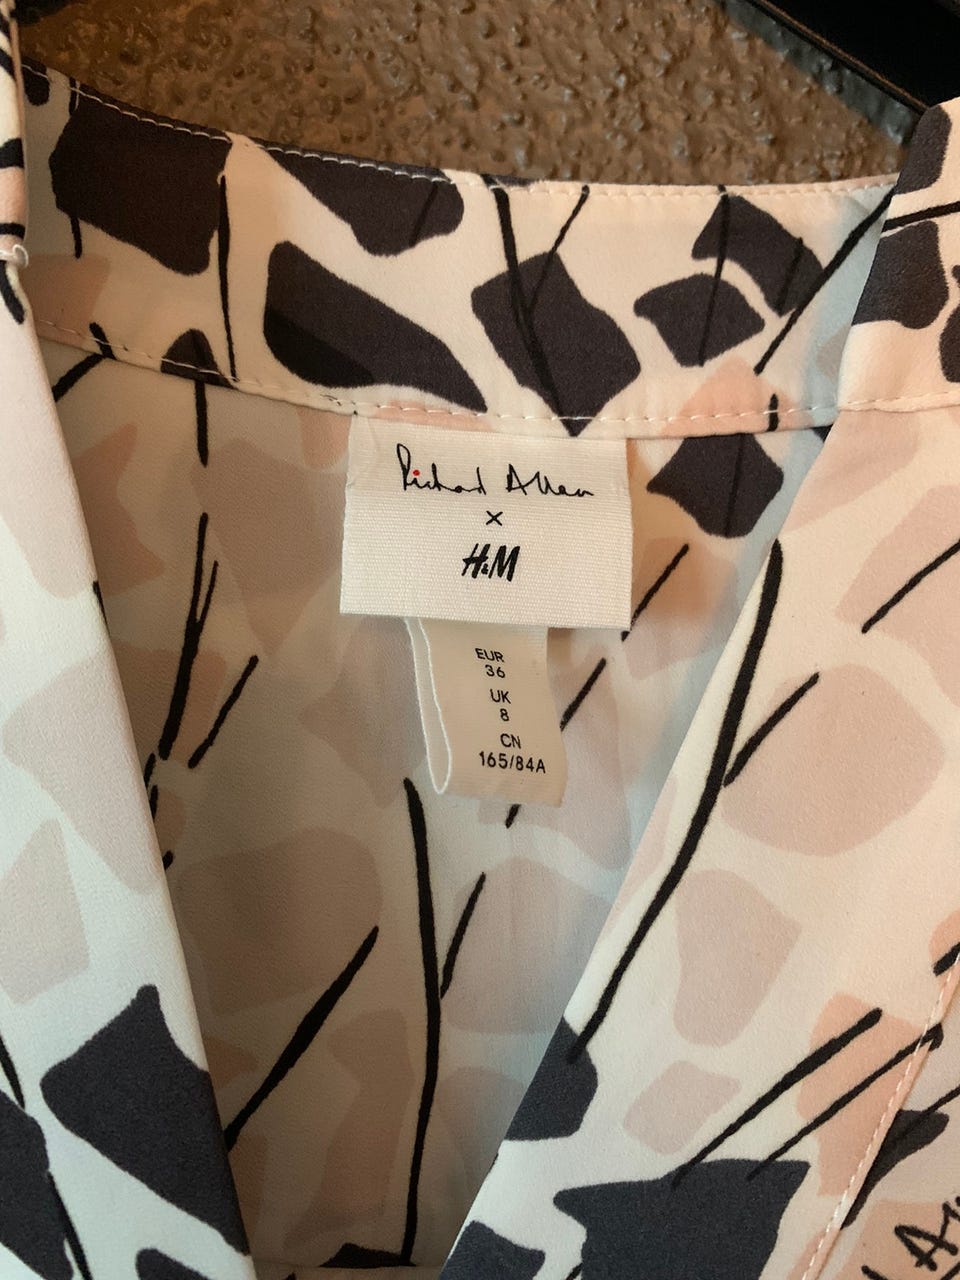 Richard Allan
×
H&M
EUR
36
UK
8
CN
165/84A